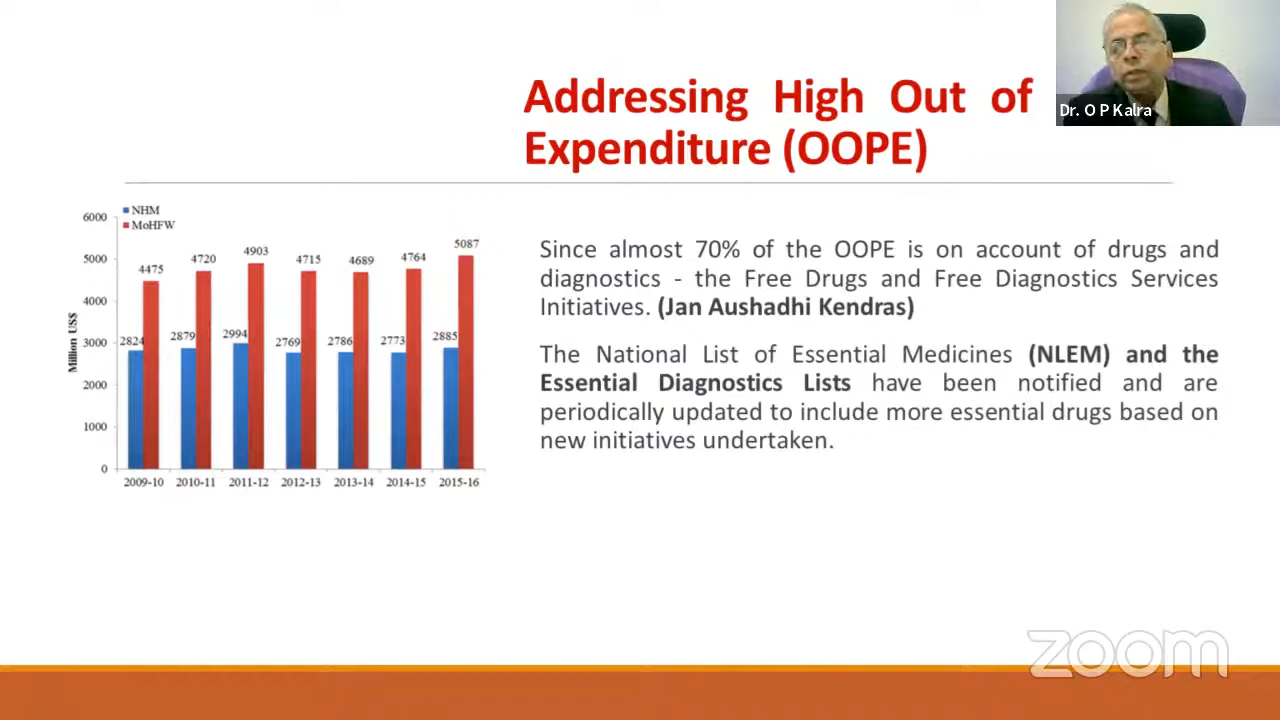 Addressing High Out of
Expenditure (OOPE)
Dr. O P Kalra
NHM
MoHFW
Million US$
6000
5000
4000
3000
2000
1000
0
4475
4720
4903
4715
4689
4764
5087
2824
2879
2994
2769
2786
2773
2885
2009-10
2010-11
2011-12
2012-13
2013-14
2014-15
2015-16
Since almost 70% of the OOPE is on account of drugs and
diagnostics - the Free Drugs and Free Diagnostics Services
Initiatives. (Jan Aushadhi Kendras)
The National List of Essential Medicines (NLEM) and the
Essential Diagnostics Lists have been notified and are
periodically updated to include more essential drugs based on
new initiatives undertaken.
zoom